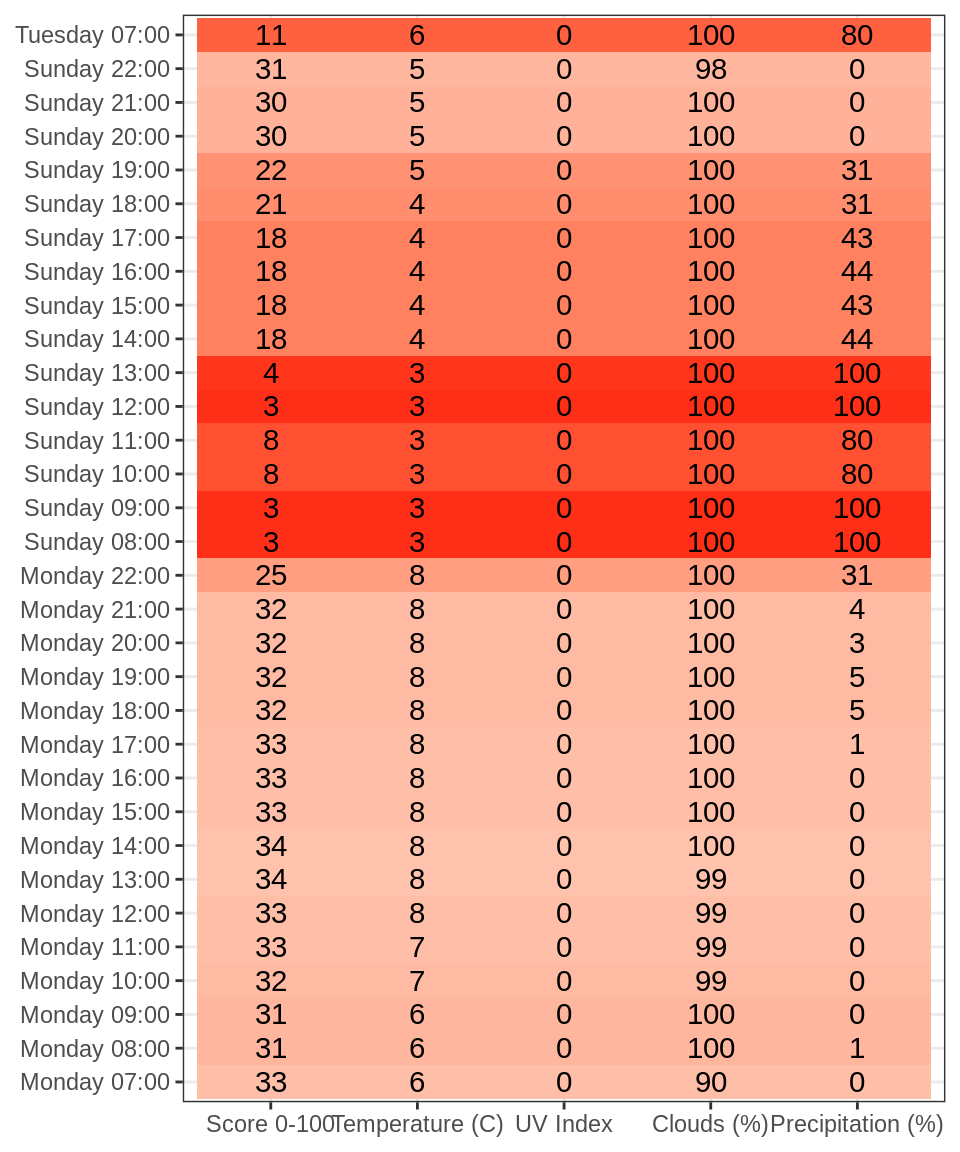 Tuesday 07:00 11 6 0 100 80
Sunday 22:00 31 5 0 98 0
Sunday 21:00 30 5 0 100 0
Sunday 20:00 30 5 0 100 0
Sunday 19:00 22 5 0 100 31
Sunday 18:00 21 4 0 100 31
Sunday 17:00 18 4 0 100 43
Sunday 16:00 18 4 0 100 44
Sunday 15:00 18 4 0 100 43
Sunday 14:00 18 4 0 100 44
Sunday 13:00 4 3 0 100 100
Sunday 12:00 3 3 0 100 100
Sunday 11:00 8 3 0 100 80
Sunday 10:00 8 3 0 100 80
Sunday 09:00 3 3 0 100 100
Sunday 08:00 3 3 0 100 100
Monday 22:00 25 8 0 100 31
Monday 21:00 32 8 0 100 4
Monday 20:00 32 8 0 100 3
Monday 19:00 32 8 0 100 5
Monday 18:00 32 8 0 100 5
Monday 17:00 33 8 0 100 1
Monday 16:00 33 8 0 100 0
Monday 15:00 33 8 0 100 0
Monday 14:00 34 8 0 100 0
Monday 13:00 34 8 0 99 0
Monday 12:00 33 8 0 99 0
Monday 11:00 33 7 0 99 0
Monday 10:00 32 7 0 99 0
Monday 09:00 31 6 0 100 0
Monday 08:00 31 6 0 100 1
Monday 07:00 33 6 0 90 0
Score 0-100 Temperature (C) UV Index Clouds (%) Precipitation (%)